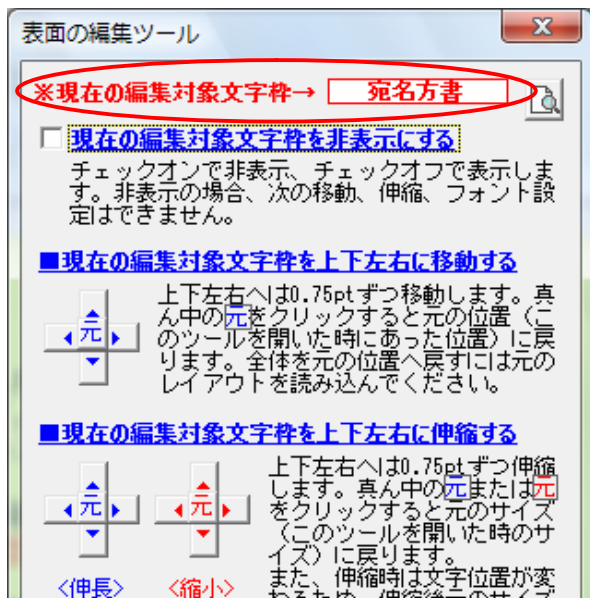 表面の編集ツール
※現在の編集対象文字枠→ 宛名方書
現在の編集対象文字枠を非表示にする
チェックオンで非表示、チェックオフで表示しま
す。非表示の場合、次の移動、伸縮、フォント設
定はできません。
■現在の編集対象文字枠を上下左右に移動する
上下左右へは0.75ptずつ移動します。真
ん中の元をクリックすると元の位置（こ
のツールを開いた時にあった位置）に戻
ります。全体を元の位置へ戻すには元の
レイアウトを読み込んでください。
元
■現在の編集対象文字枠を上下左右に伸縮する
上下左右へは0.75ptずつ伸縮
します。真ん中の元または元
をクリックすると元のサイズ
（このツールを開いた時のサ
イズ）に戻ります。
また、伸縮時は文字位置が変
わるため、伸縮後元のサイズ
元 元
〈伸長〉 〈縮小〉